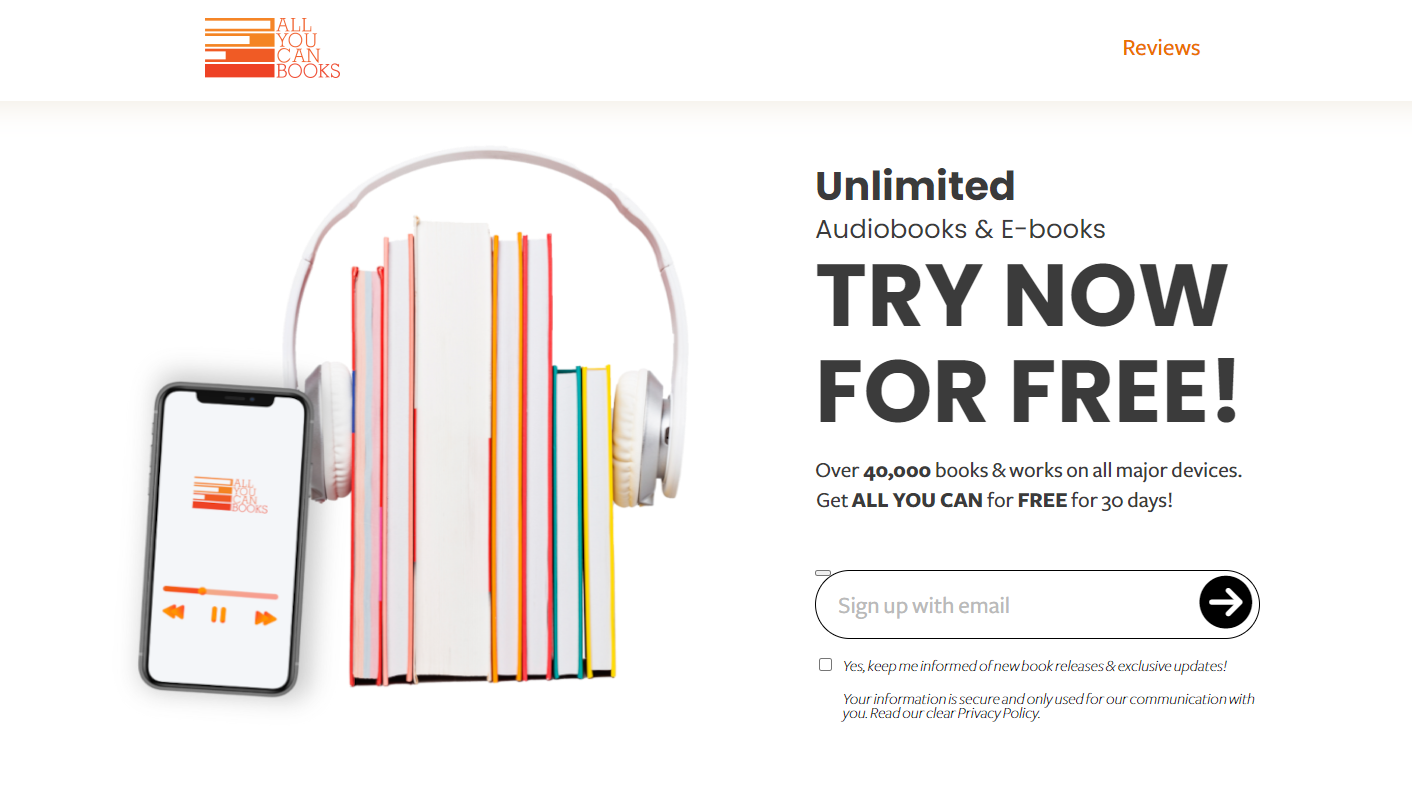 ALL
YOU
CAN
BOOKS
Reviews
Unlimited
Audiobooks & E-books
TRY NOW
FOR FREE!
Over 40,000 books & works on all major devices.
Get ALL YOU CAN for FREE for 30 days!
ALL
YOU
CAN
BOOKS
Sign up with email
Yes, keep me informed of new book releases & exclusive updates!
Your information is secure and only used for our communication with
you. Read our clear Privacy Policy.